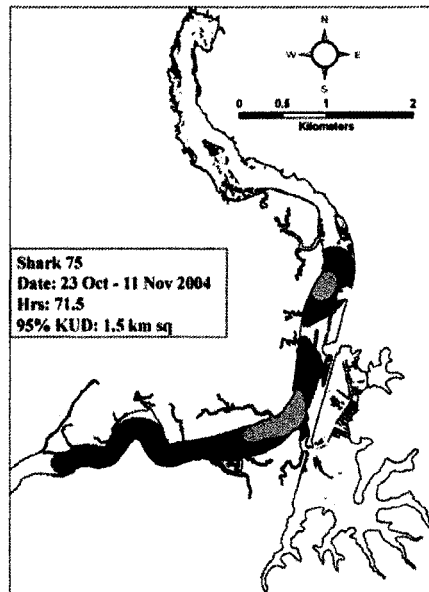 N
W E
S
0 0.5 1 2
Kilometers
Shark 75
Date: 23 Oct - 11 Nov 2004
Hrs: 71.5
95% KUD: 1.5 km sq